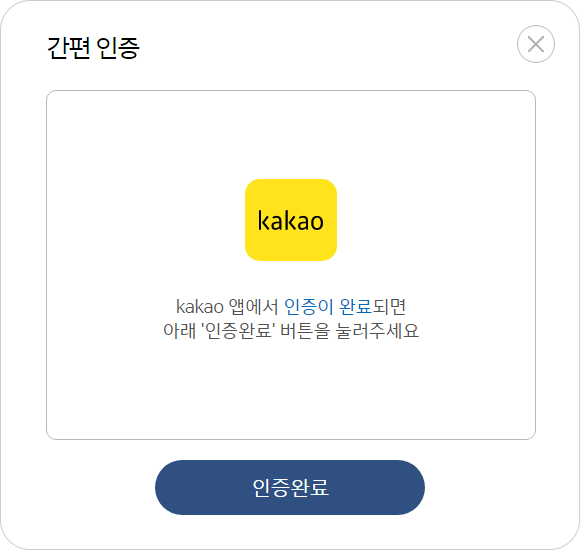 간편 인증
kakao
kakao 앱에서 인증이 완료되면
아래 '인증완료' 버튼을 눌러주세요
인증완료